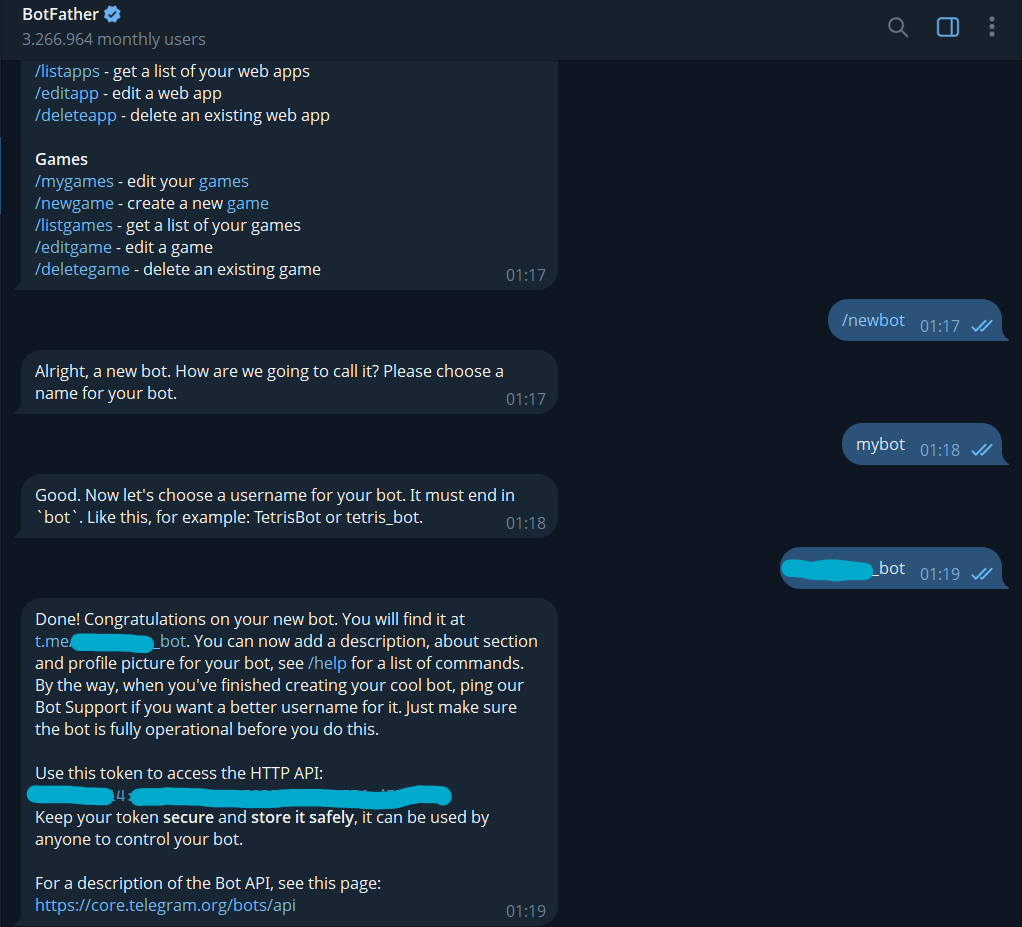 BotFather
3.266.964 monthly users
/listapps - get a list of your web apps
/editapp - edit a web app
/deleteapp - delete an existing web app
Games
/mygames - edit your games
/newgame - create a new game
/listgames - get a list of your games
/editgame - edit a game
/deletegame - delete an existing game
01:17
/newbot 01:17
Alright, a new bot. How are we going to call it? Please choose a
name for your bot.
01:17
mybot 01:18
Good. Now let's choose a username for your bot. It must end in
`bot`. Like this, for example: TetrisBot or tetris_bot.
01:18
_bot 01:19
Done! Congratulations on your new bot. You will find it at
t.me/ _bot. You can now add a description, about section
and profile picture for your bot, see /help for a list of commands.
By the way, when you've finished creating your cool bot, ping our
Bot Support if you want a better username for it. Just make sure
the bot is fully operational before you do this.
Use this token to access the HTTP API:
4:
Keep your token secure and store it safely, it can be used by
anyone to control your bot.
For a description of the Bot API, see this page:
https://core.telegram.org/bots/api
01:19